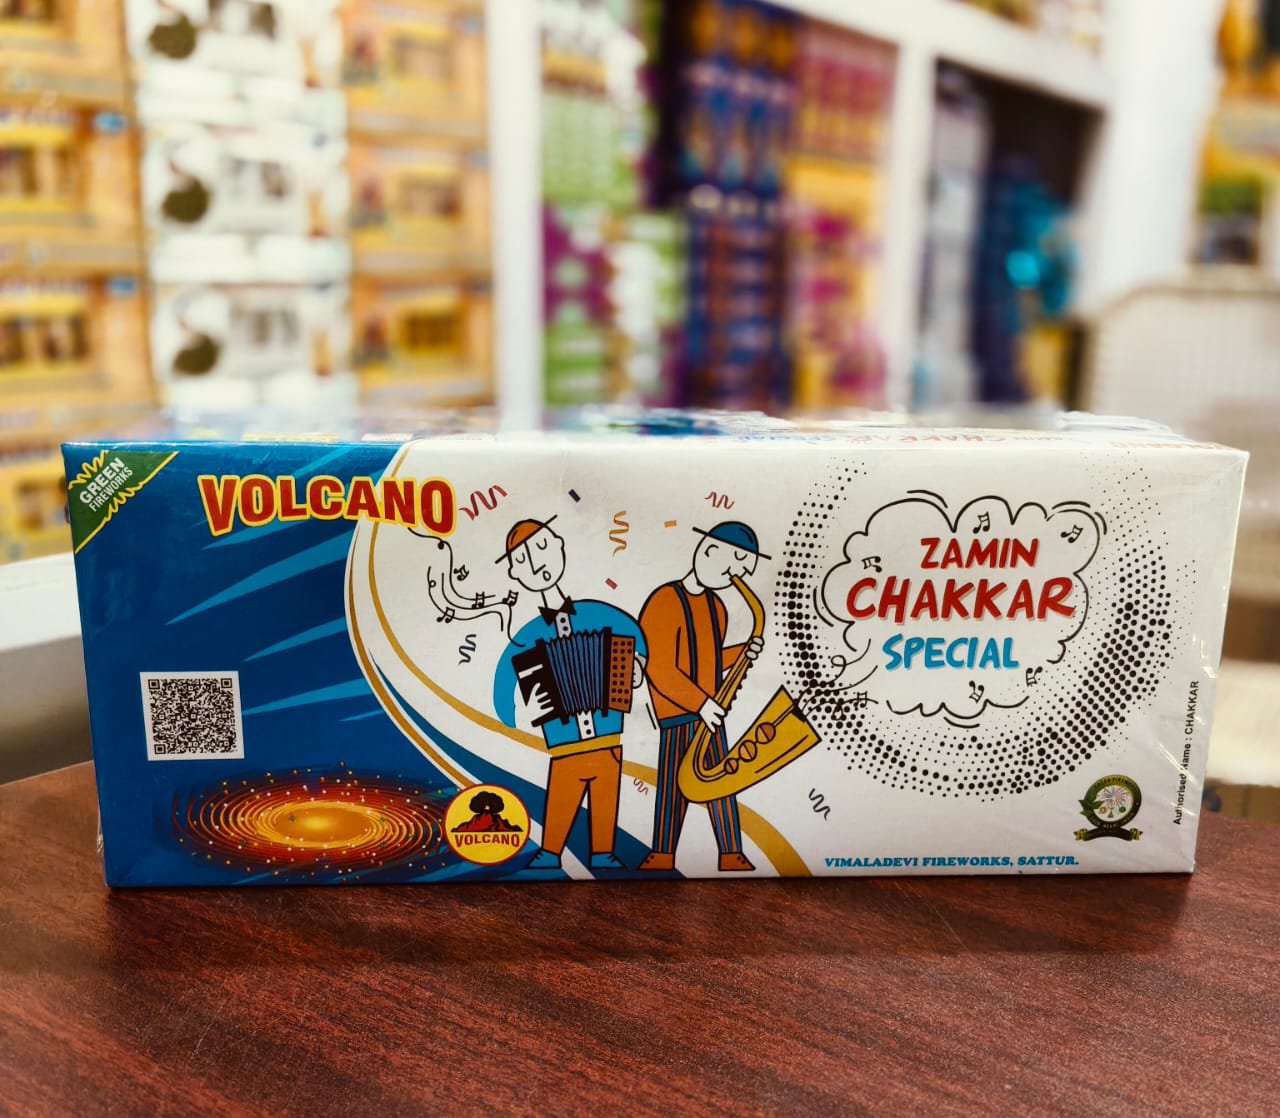 GREEN
FIREWORKS
VOLCANO
ZAMIN
CHAKKAR
SPECIAL
VOLCANO
VIMALADEVI FIREWORKS, SATTUR.
Authorised Name : CHAKKAR